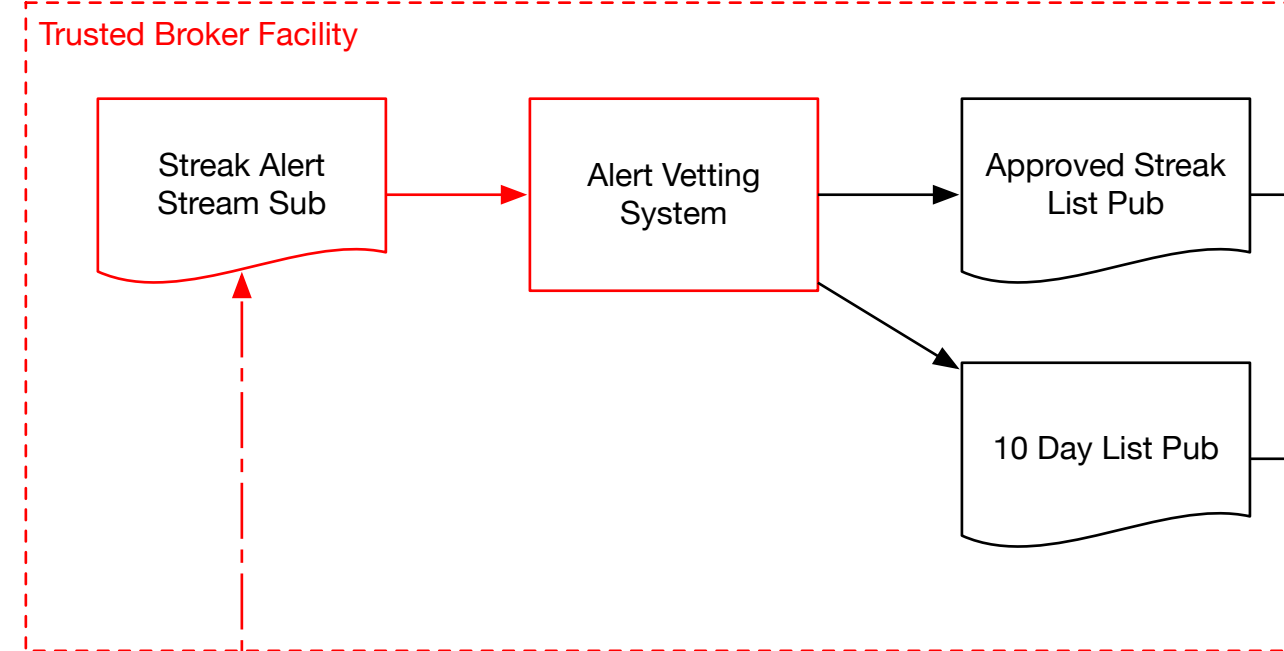 Trusted Broker Facility
Streak Alert
Stream Sub
Alert Vetting
System
Approved Streak
List Pub
10 Day List Pub